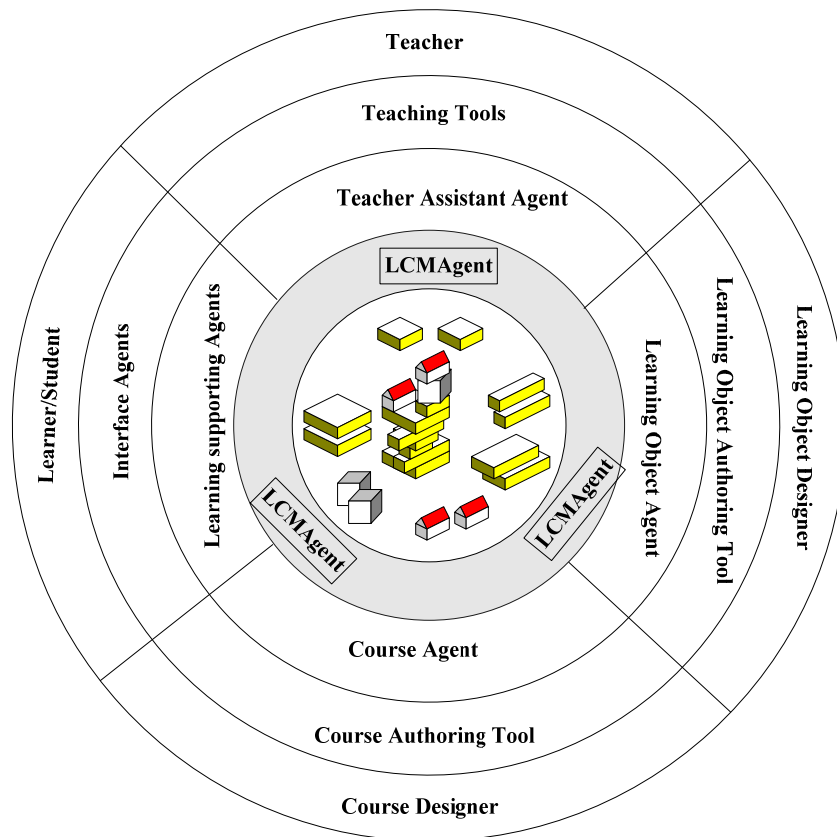 Teacher
Teaching Tools
Teacher Assistant Agent
LCMAgent
Learner/Student
Interface Agents
Learning supporting Agents
Learning Object Agent
Learning Object Authoring Tool
Learning Object Designer
LCMAgent
LCMAgent
Course Agent
Course Authoring Tool
Course Designer